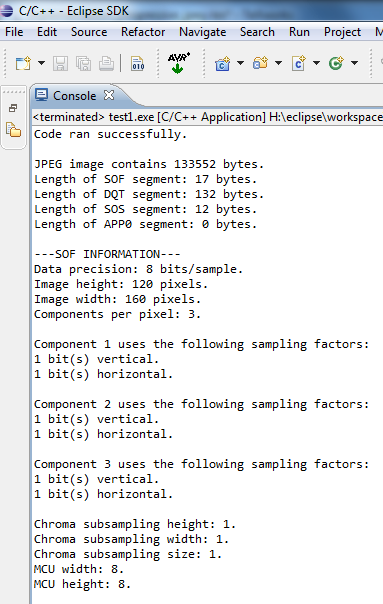 C/C++ - Eclipse SDK
File Edit Source Refactor Navigate Search Run Project M
010 AVR
Console
<terminated> test1.exe [C/C++ Application] H:\eclipse\workspace
Code ran successfully.
JPEG image contains 133552 bytes.
Length of SOF segment: 17 bytes.
Length of DQT segment: 132 bytes.
Length of SOS segment: 12 bytes.
Length of APP0 segment: 0 bytes.
---SOF INFORMATION---
Data precision: 8 bits/sample.
Image height: 120 pixels.
Image width: 160 pixels.
Components per pixel: 3.
Component 1 uses the following sampling factors:
1 bit(s) vertical.
1 bit(s) horizontal.
Component 2 uses the following sampling factors:
1 bit(s) vertical.
1 bit(s) horizontal.
Component 3 uses the following sampling factors:
1 bit(s) vertical.
1 bit(s) horizontal.
Chroma subsampling height: 1.
Chroma subsampling width: 1.
Chroma subsampling size: 1.
MCU width: 8.
MCU height: 8.